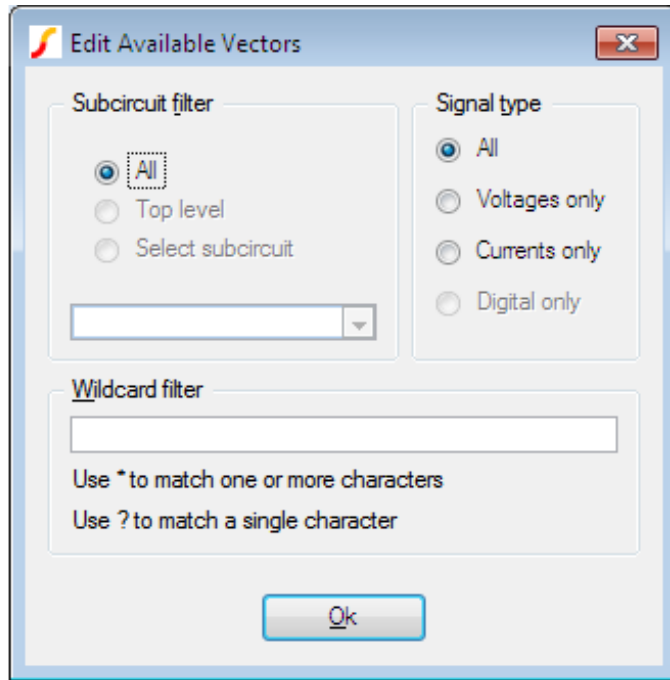 Edit Available Vectors
Subcircuit filter
All
Top level
Select subcircuit
Signal type
All
Voltages only
Currents only
Digital only
Wildcard filter
Use * to match one or more characters
Use ? to match a single character
Ok